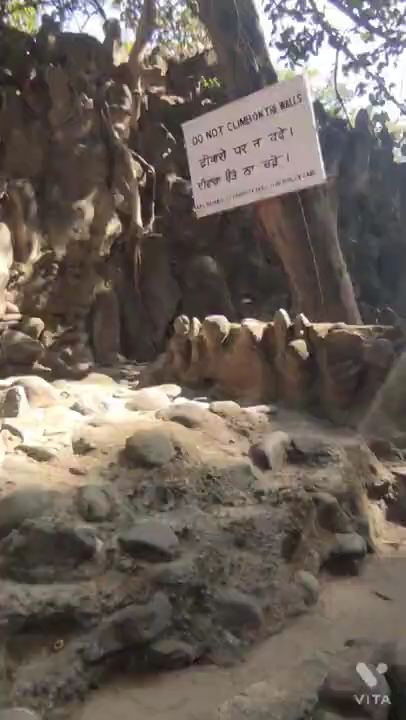 DO NOT CLIMB ON THE WALLS
दीवारों पर न चढ़ें।
ਦੀਵਾਰਾਂ ਉੱਤੇ ਨਾ ਚੜ੍ਹੋ।
VITA